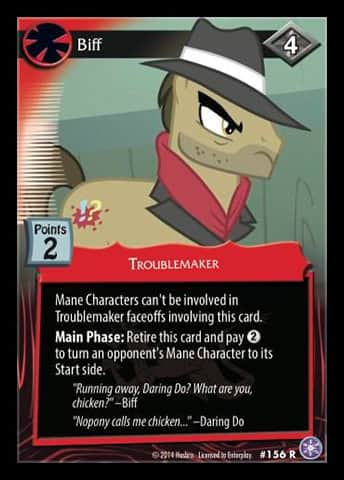 Biff
4
Points
2
TROUBLEMAKER
Mane Characters can't be involved in
Troublemaker faceoffs involving this card.
Main Phase: Retire this card and pay 2
to turn an opponent's Mane Character to its
Start side.
"Running away, Daring Do? What are you,
chicken?" –Biff
"Nopony calls me chicken..." –Daring Do
© 2014 Hasbro. Licensed to Enterplay. #156 R